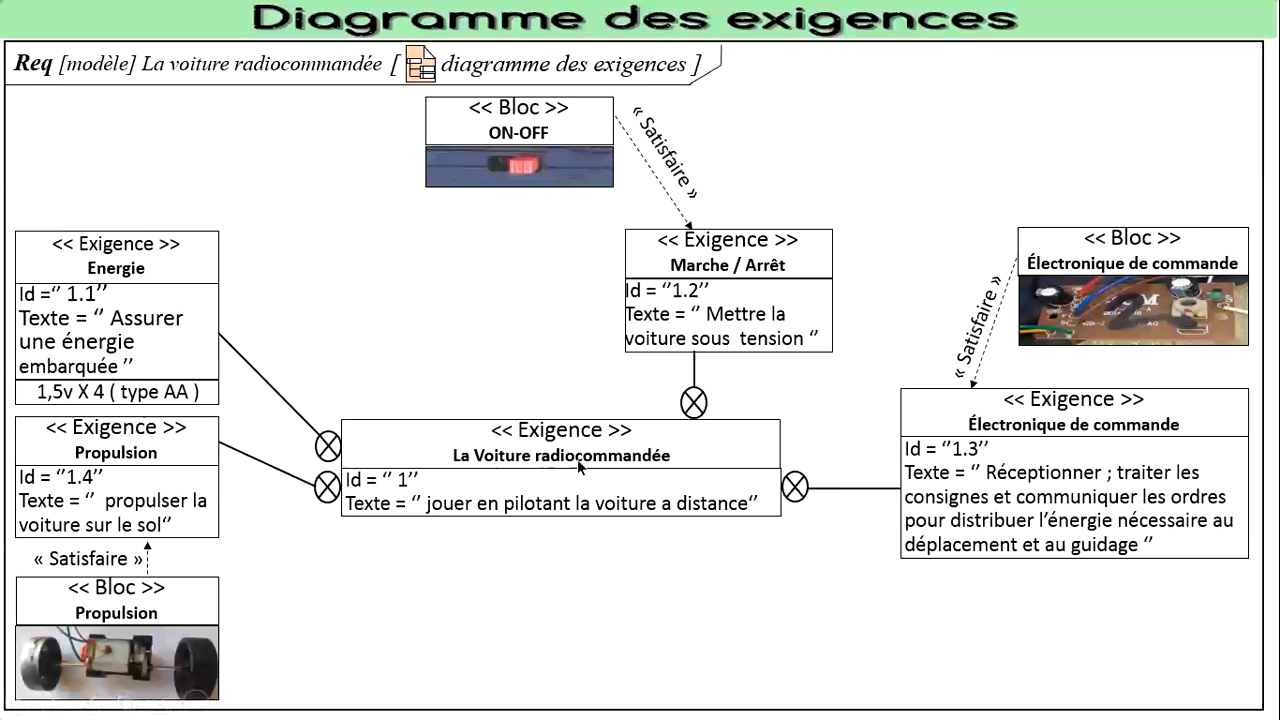 Diagramme des exigences
Req [modèle] La voiture radiocommandée [ diagramme des exigences ]
<< Bloc >>
ON-OFF
« Satisfaire »
<< Exigence >>
Energie
Id =‘’ 1.1’’
Texte = ‘’ Assurer
une énergie
embarquée ’’
1,5v X 4 ( type AA )
<< Exigence >>
Marche / Arrêt
Id = ‘’1.2’’
Texte = ‘’ Mettre la
voiture sous tension ‘’
<< Bloc >>
Électronique de commande
« Satisfaire »
<< Exigence >>
Électronique de commande
Id = ‘’1.3’’
Texte = ‘’ Réceptionner ; traiter les
consignes et communiquer les ordres
pour distribuer l’énergie nécessaire au
déplacement et au guidage ‘’
<< Exigence >>
La Voiture radiocommandée
Id = ‘’ 1’’
Texte = ‘’ jouer en pilotant la voiture a distance’’
<< Exigence >>
Propulsion
Id = ‘’1.4’’
Texte = ‘’ propulser la
voiture sur le sol‘’
« Satisfaire »
<< Bloc >>
Propulsion